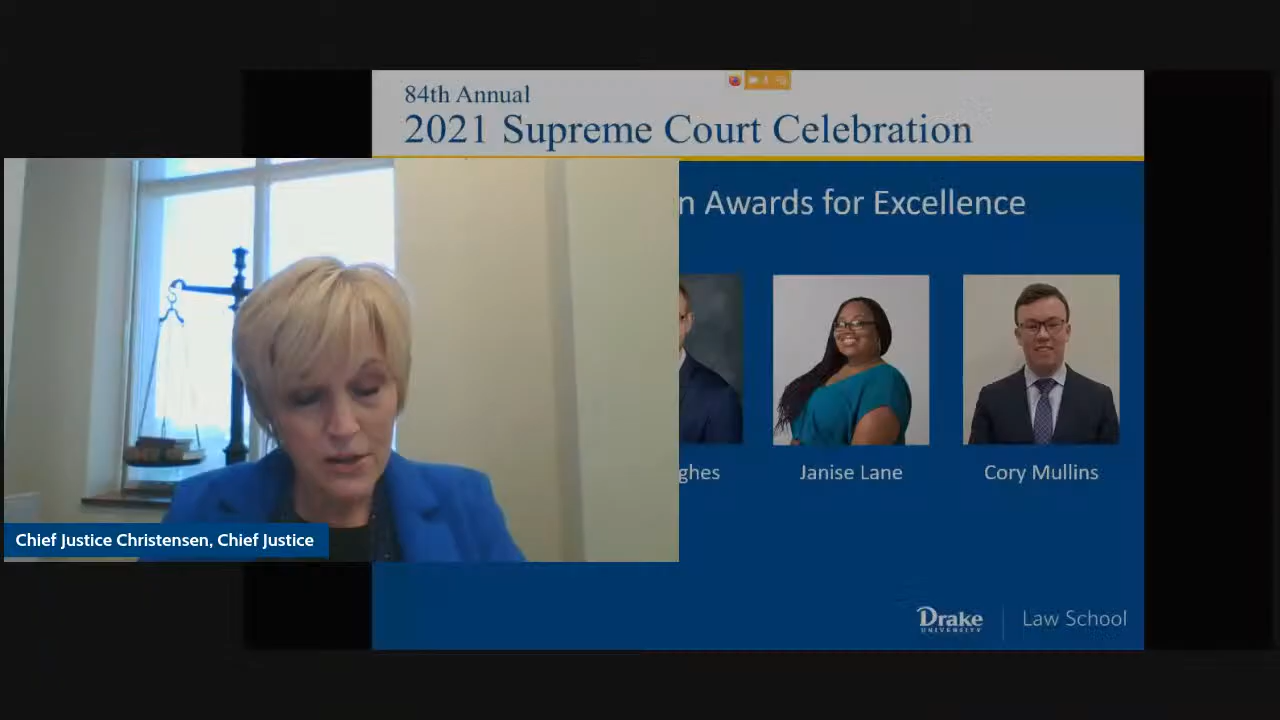 84th Annual
2021 Supreme Court Celebration
n Awards for Excellence
ghes
Janise Lane
Cory Mullins
Chief Justice Christensen, Chief Justice
Drake
UNIVERSITY
Law School